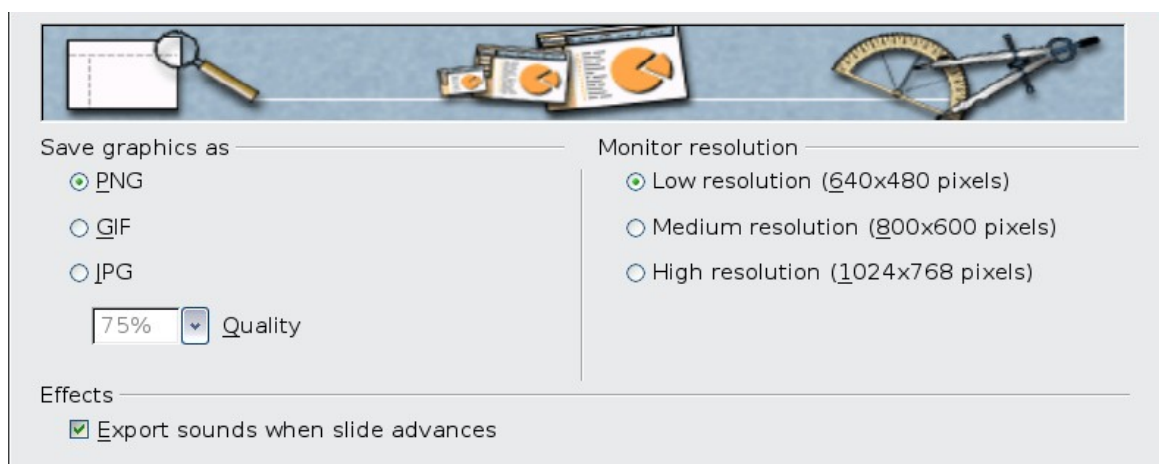 Save graphics as
PNG
GIF
JPG
75% Quality
Monitor resolution
Low resolution (640x480 pixels)
Medium resolution (800x600 pixels)
High resolution (1024x768 pixels)
Effects
Export sounds when slide advances